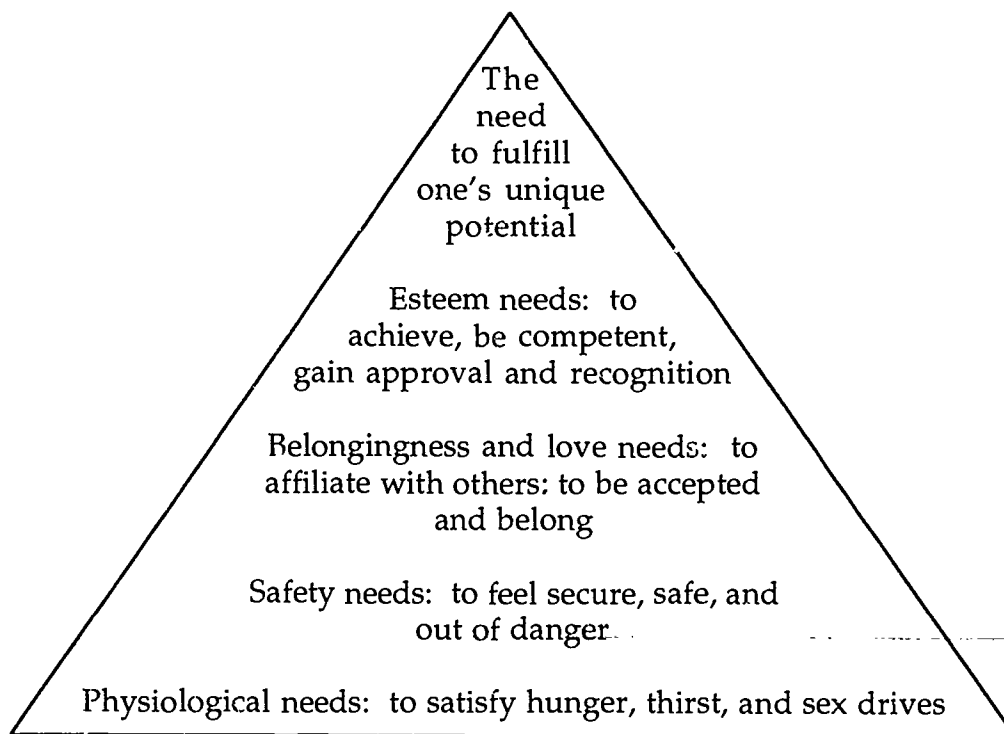 The
need
to fulfill
one's unique
potential
Esteem needs: to
achieve, be competent,
gain approval and recognition
Belongingness and love needs: to
affiliate with others: to be accepted
and belong
Safety needs: to feel secure, safe, and
out of danger
Physiological needs: to satisfy hunger, thirst, and sex drives